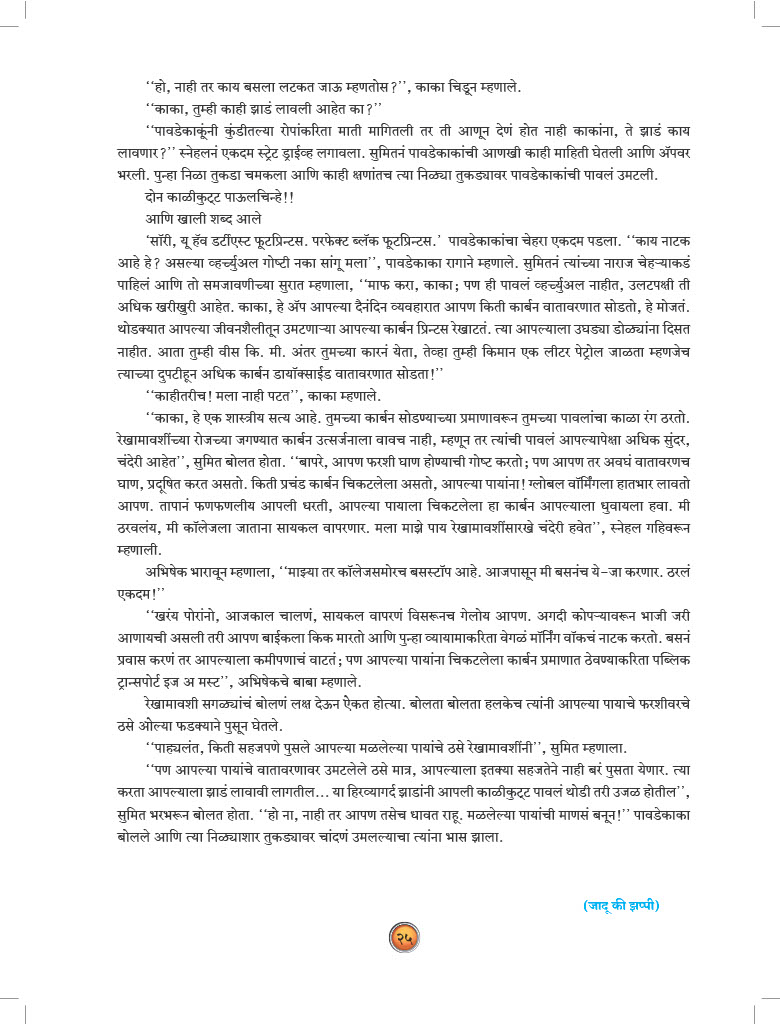 ‘‘हो, नाही तर काय बसला लटकत जाऊ म्हणतोस?’’, काका चिडून म्हणाले.
‘‘काका, तुम्ही काही झाडं लावली आहेत का?’’
‘‘पावडेकाकूंनी कुंडीतल्या रोपांकरिता माती मागितली तर ती आणून देणं होत नाही काकांना, ते झाडं काय
लावणार?’’ स्नेहलनं एकदम स्ट्रेट ड्राईव्ह लगावला. सुमितनं पावडेकाकांची आणखी काही माहिती घेतली आणि ॲपवर
भरली. पुन्हा निळा तुकडा चमकला आणि काही क्षणांतच त्या निळ्या तुकड्यावर पावडेकाकांची पावलं उमटली.
दोन काळीकुट्ट पाऊलचिन्हे!!
आणि खाली शब्द आले
‘सॉरी, यू हॅव डर्टीएस्ट फूटप्रिन्टस. परफेक्ट ब्लॅक फूटप्रिन्टस.’ पावडेकाकांचा चेहरा एकदम पडला. ‘‘काय नाटक
आहे हे? असल्या व्हर्च्युअल गोष्टी नका सांगू मला’’, पावडेकाका रागाने म्हणाले. सुमितनं त्यांच्या नाराज चेहऱ्याकडं
पाहिलं आणि तो समजावणीच्या सुरात म्हणाला, ‘‘माफ करा, काका; पण ही पावलं व्हर्च्युअल नाहीत, उलटपक्षी ती
अधिक खरीखुरी आहेत. काका, हे ॲप आपल्या दैनंदिन व्यवहारात आपण किती कार्बन वातावरणात सोडतो, हे मोजतं.
थोडक्यात आपल्या जीवनशैलीतून उमटणाऱ्या आपल्या कार्बन प्रिन्टस रेखाटतं. त्या आपल्याला उघड्या डोळ्यांना दिसत
नाहीत. आता तुम्ही वीस कि. मी. अंतर तुमच्या कारनं येता, तेव्हा तुम्ही किमान एक लीटर पेट्रोल जाळता म्हणजेच
त्याच्या दुपटीहून अधिक कार्बन डायॉक्साईड वातावरणात सोडता!’’
‘‘काहीतरीच! मला नाही पटत’’, काका म्हणाले.
‘‘काका, हे एक शास्त्रीय सत्य आहे. तुमच्या कार्बन सोडण्याच्या प्रमाणावरून तुमच्या पावलांचा काळा रंग ठरतो.
रेखामावशींच्या रोजच्या जगण्यात कार्बन उत्सर्जनाला वावच नाही, म्हणून तर त्यांची पावलं आपल्यापेक्षा अधिक सुंदर,
चंदेरी आहेत’’, सुमित बोलत होता. ‘‘बापरे, आपण फरशी घाण होण्याची गोष्ट करतो; पण आपण तर अवघं वातावरणच
घाण, प्रदूषित करत असतो. किती प्रचंड कार्बन चिकटलेला असतो, आपल्या पायांना! ग्लोबल वॉर्मिंगला हातभार लावतो
आपण. तापानं फणफणलीय आपली धरती, आपल्या पायाला चिकटलेला हा कार्बन आपल्याला धुवायला हवा. मी
ठरवलंय, मी कॉलेजला जाताना सायकल वापरणार. मला माझे पाय रेखामावशींसारखे चंदेरी हवेत’’, स्नेहल गहिवरून
म्हणाली.
अभिषेक भारावून म्हणाला, ‘‘माझ्या तर कॉलेजसमोरच बसस्टॉप आहे. आजपासून मी बसनंच ये-जा करणार. ठरलं
एकदम!’’
‘‘खरंय पोरांनो, आजकाल चालणं, सायकल वापरणं विसरूनच गेलोय आपण. अगदी कोपऱ्यावरून भाजी जरी
आणायची असली तरी आपण बाईकला किक मारतो आणि पुन्हा व्यायामाकरिता वेगळं मॉर्निंग वॉकचं नाटक करतो. बसनं
प्रवास करणं तर आपल्याला कमीपणाचं वाटतं; पण आपल्या पायांना चिकटलेला कार्बन प्रमाणात ठेवण्याकरिता पब्लिक
ट्रान्सपोर्ट इज अ मस्ट’’, अभिषेकचे बाबा म्हणाले.
रेखामावशी सगळ्यांचं बोलणं लक्ष देऊन ऐकत होत्या. बोलता बोलता हलकेच त्यांनी आपल्या पायाचे फरशीवरचे
ठसे ओल्या फडक्याने पुसून घेतले.
‘‘पाह्यलंत, किती सहजपणे पुसले आपल्या मळलेल्या पायांचे ठसे रेखामावशींनी’’, सुमित म्हणाला.
‘‘पण आपल्या पायांचे वातावरणावर उमटलेले ठसे मात्र, आपल्याला इतक्या सहजतेने नाही बरं पुसता येणार. त्या
करता आपल्याला झाडं लावावी लागतील... या हिरव्यागर्द झाडांनी आपली काळीकुट्ट पावलं थोडी तरी उजळ होतील’’,
सुमित भरभरून बोलत होता. ‘‘हो ना, नाही तर आपण तसेच धावत राहू. मळलेल्या पायांची माणसं बनून!’’ पावडेकाका
बोलले आणि त्या निळ्याशार तुकड्यावर चांदणं उमलल्याचा त्यांना भास झाला.
(जादू की झप्पी)
२५